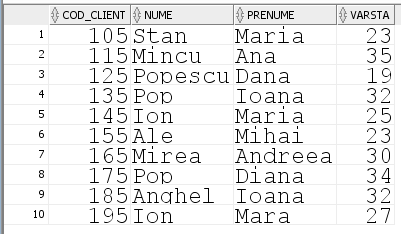 COD_CLIENT NUME PRENUME VARSTA
1 105 Stan Maria 23
2 115 Mincu Ana 35
3 125 Popescu Dana 19
4 135 Pop Ioana 32
5 145 Ion Maria 25
6 155 Ale Mihai 23
7 165 Mirea Andreea 30
8 175 Pop Diana 34
9 185 Anghel Ioana 32
10 195 Ion Mara 27